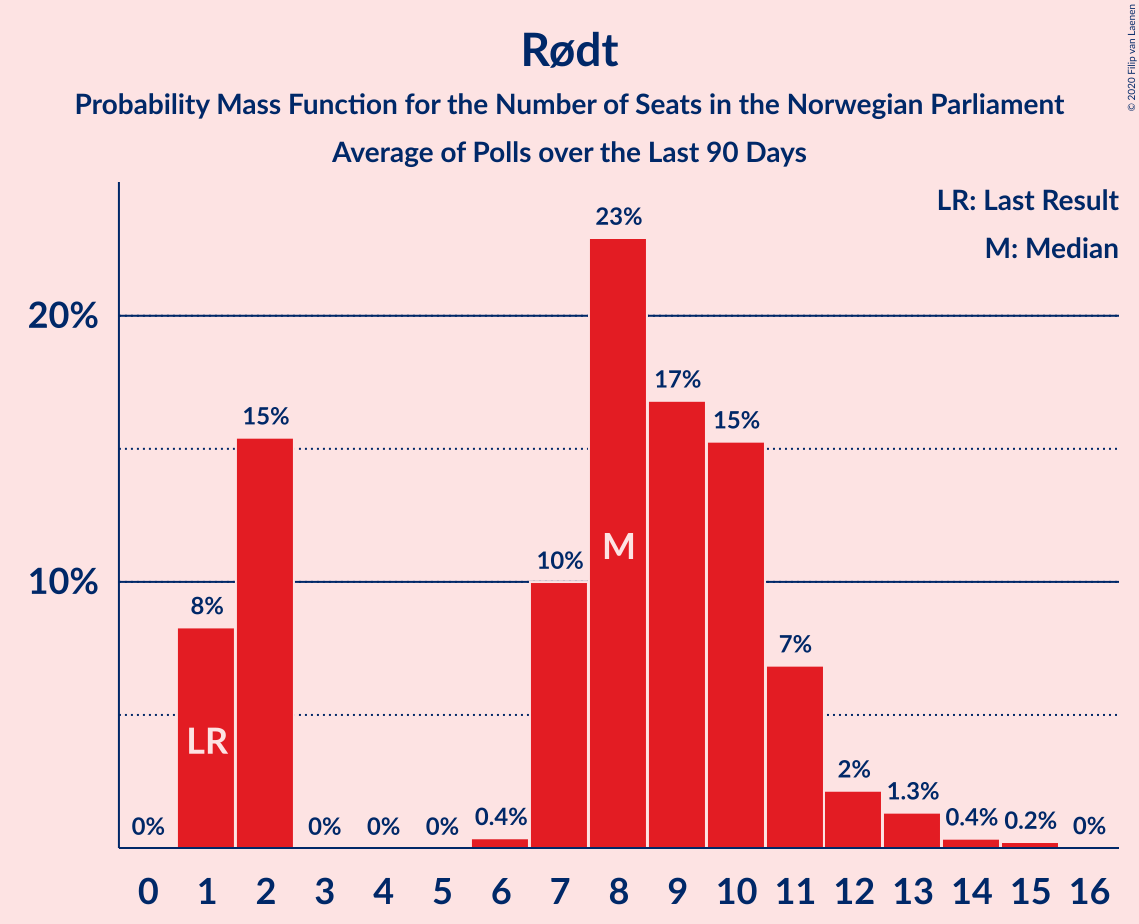 Rødt
Probability Mass Function for the Number of Seats in the Norwegian Parliament
Average of Polls over the Last 90 Days
© 2020 Filip van Laenen
LR: Last Result
M: Median
20%
10%
0%
8%
15%
0%
0%
0%
0.4%
10%
23%
17%
15%
7%
2%
1.3%
0.4%
0.2%
0%
LR
M
0 1 2 3 4 5 6 7 8 9 10 11 12 13 14 15 16